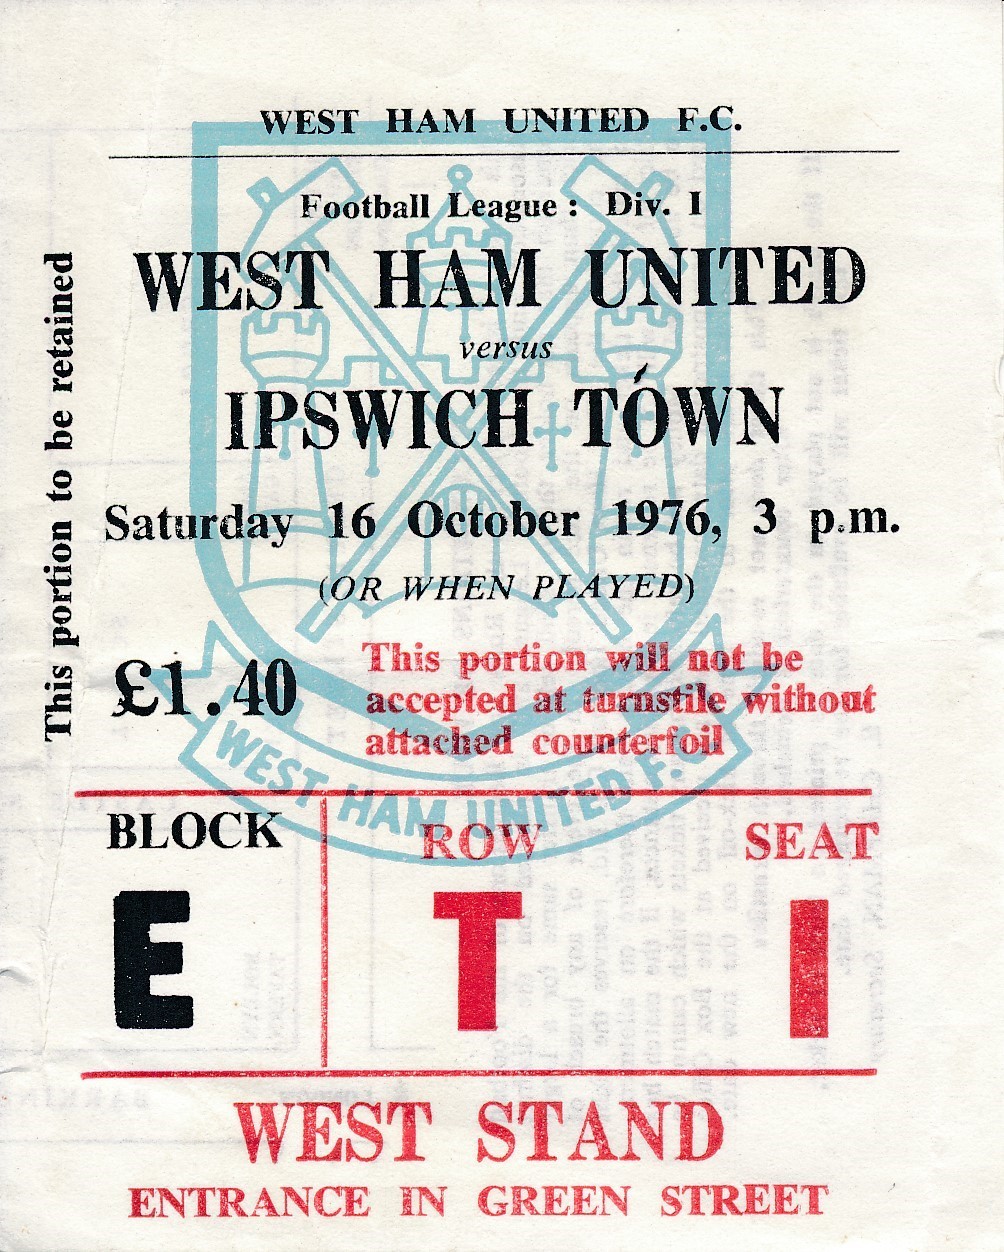 WEST HAM UNITED F.C.
Football League : Div. I
WEST HAM UNITED
versus
IPSWICH TOWN
Saturday 16 October 1976, 3 p.m.
(OR WHEN PLAYED)
This portion to be retained
£1.40
This portion will not be
accepted at turnstile without
attached counterfoil
WEST HAM UNITED F.C.
BLOCK
ROW
SEAT
E
T
1
WEST STAND
ENTRANCE IN GREEN STREET